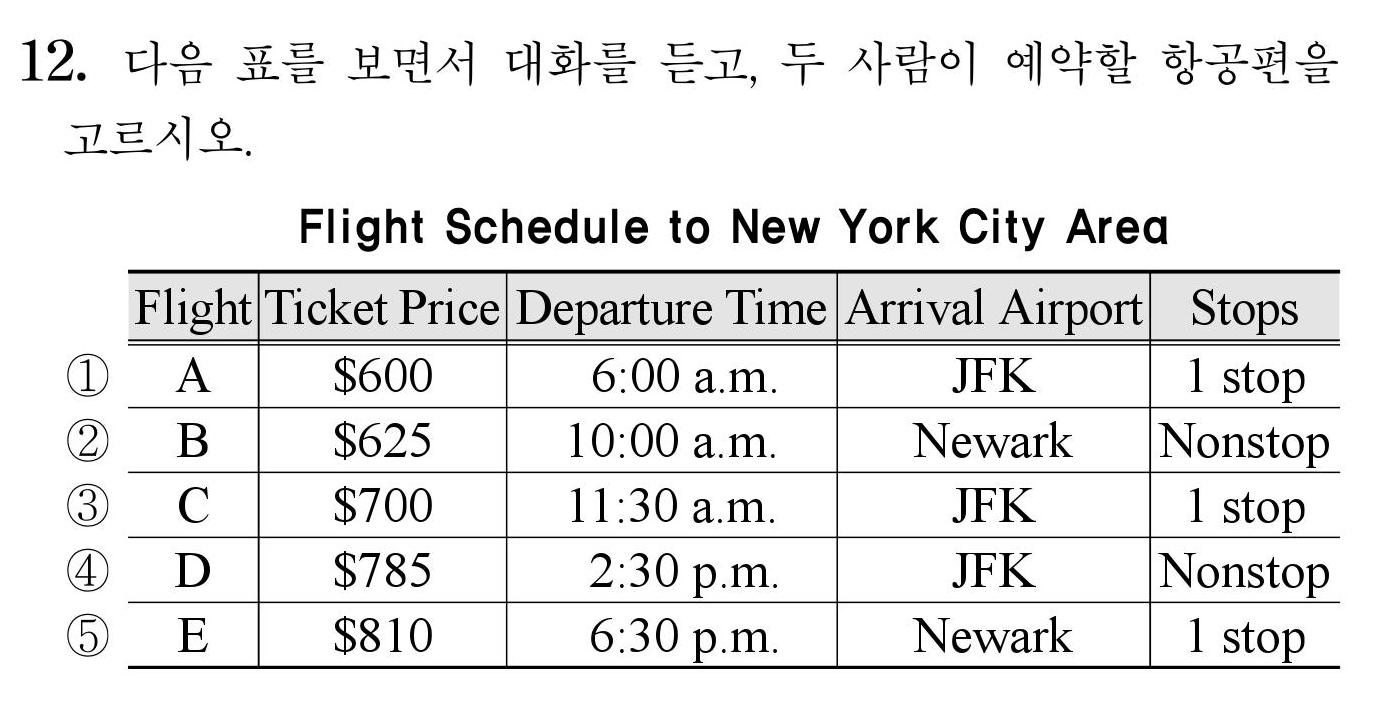 12. 다음 표를 보면서 대화를 듣고, 두 사람이 예약할 항공편을
고르시오.
Flight Schedule to New York City Area
Flight Ticket Price Departure Time Arrival Airport Stops
① A $600 6:00 a.m. JFK 1 stop
② B $625 10:00 a.m. Newark Nonstop
③ C $700 11:30 a.m. JFK 1 stop
④ D $785 2:30 p.m. JFK Nonstop
⑤ E $810 6:30 p.m. Newark 1 stop